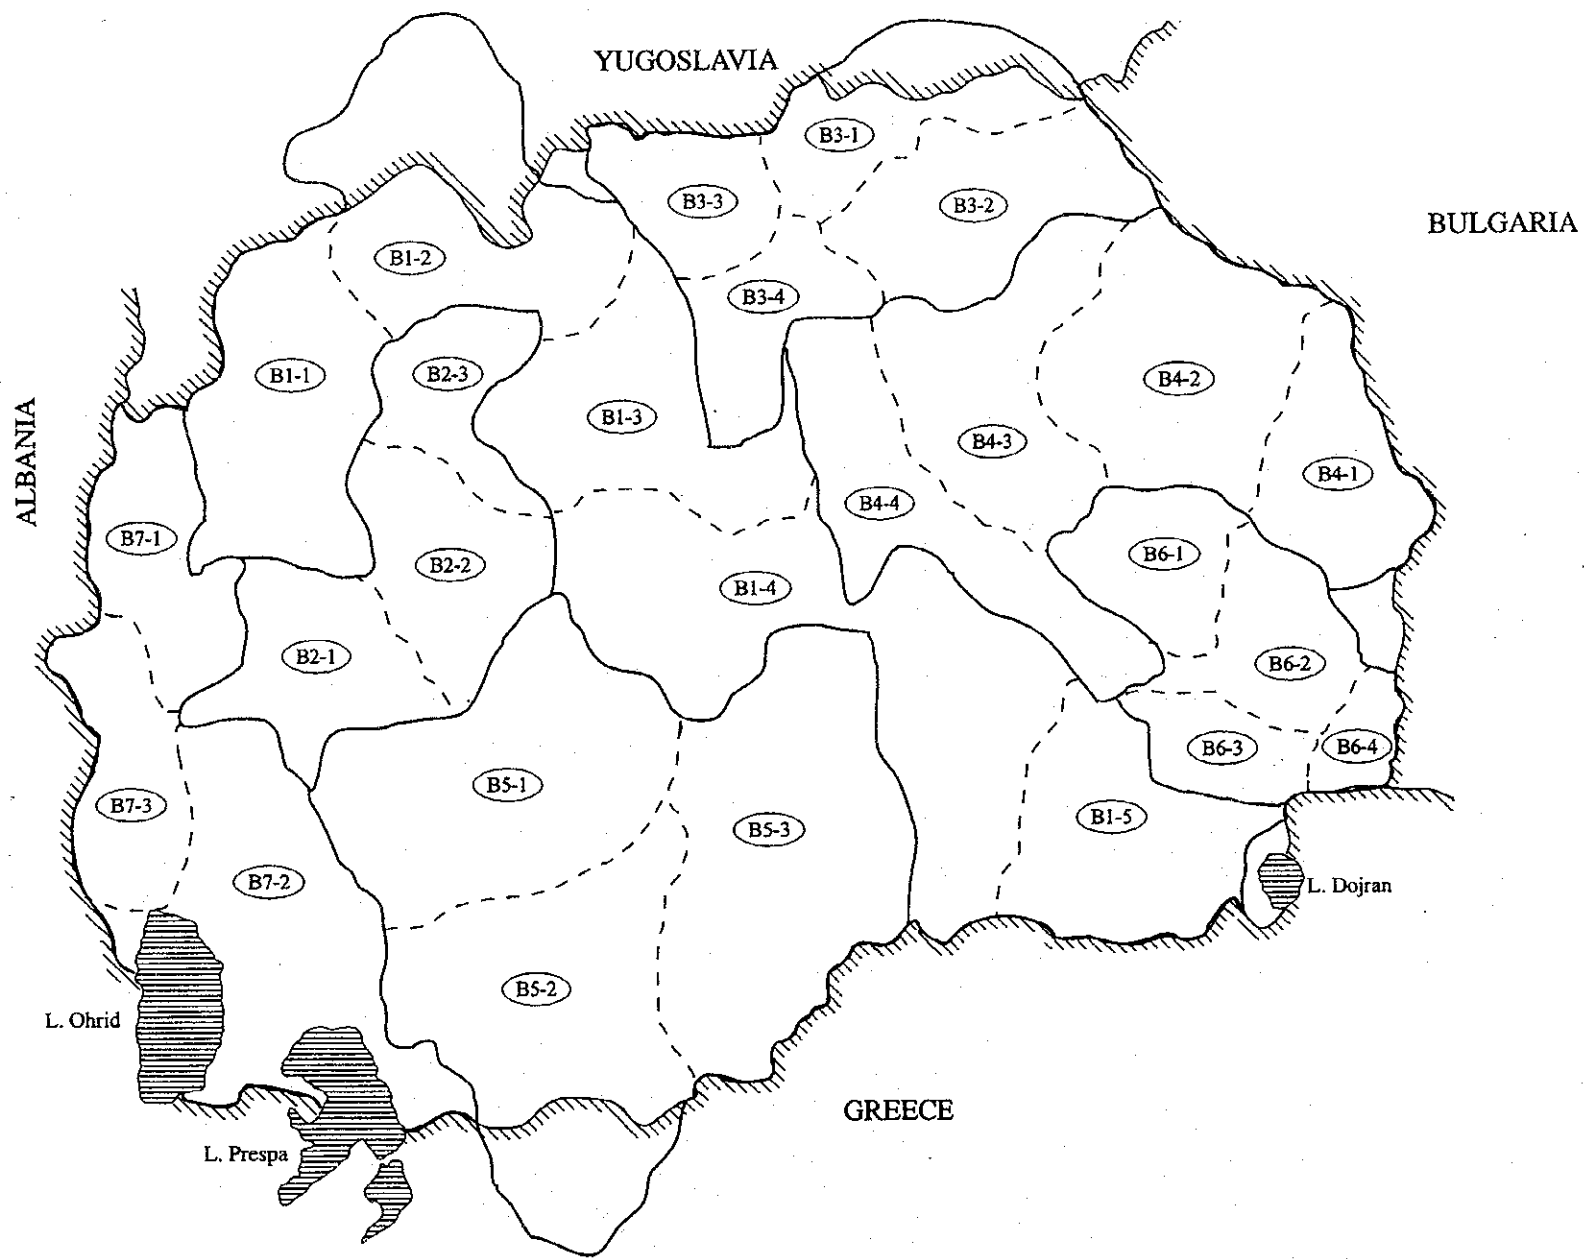 YUGOSLAVIA
B3-1
B3-3
B3-2
BULGARIA
B1-2
B3-4
B1-1
B2-3
B4-2
B1-3
ALBANIA
B4-3
B4-1
B4-4
B7-1
B6-1
B2-2
B1-4
B2-1
B6-2
B6-3
B6-4
B5-1
B7-3
B1-5
B5-3
B7-2
L. Dojran
B5-2
L. Ohrid
GREECE
L. Prespa